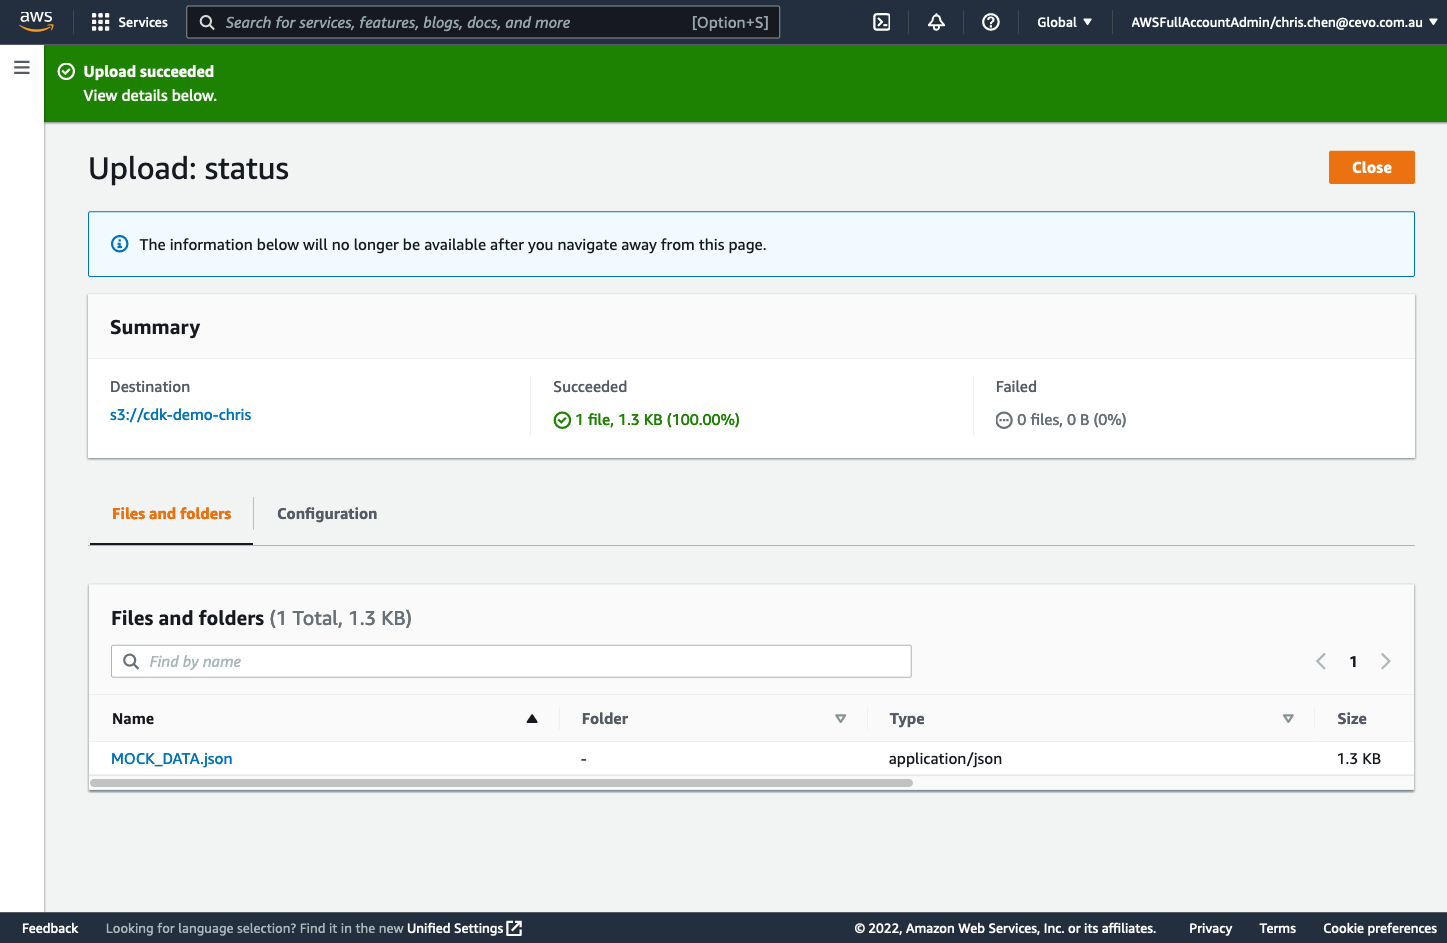 aws
Services
Search for services, features, blogs, docs, and more [Option+S]
Global
AWSFullAccountAdmin/chris.chen@cevo.com.au
Upload succeeded
View details below.
Upload: status
Close
The information below will no longer be available after you navigate away from this page.
Summary
Destination
s3://cdk-demo-chris
Succeeded
1 file, 1.3 KB (100.00%)
Failed
0 files, 0 B (0%)
Files and folders
Configuration
Files and folders (1 Total, 1.3 KB)
Find by name
1
Name Folder Type Size
MOCK_DATA.json - application/json 1.3 KB
Feedback Looking for language selection? Find it in the new Unified Settings © 2022, Amazon Web Services, Inc. or its affiliates. Privacy Terms Cookie preferences